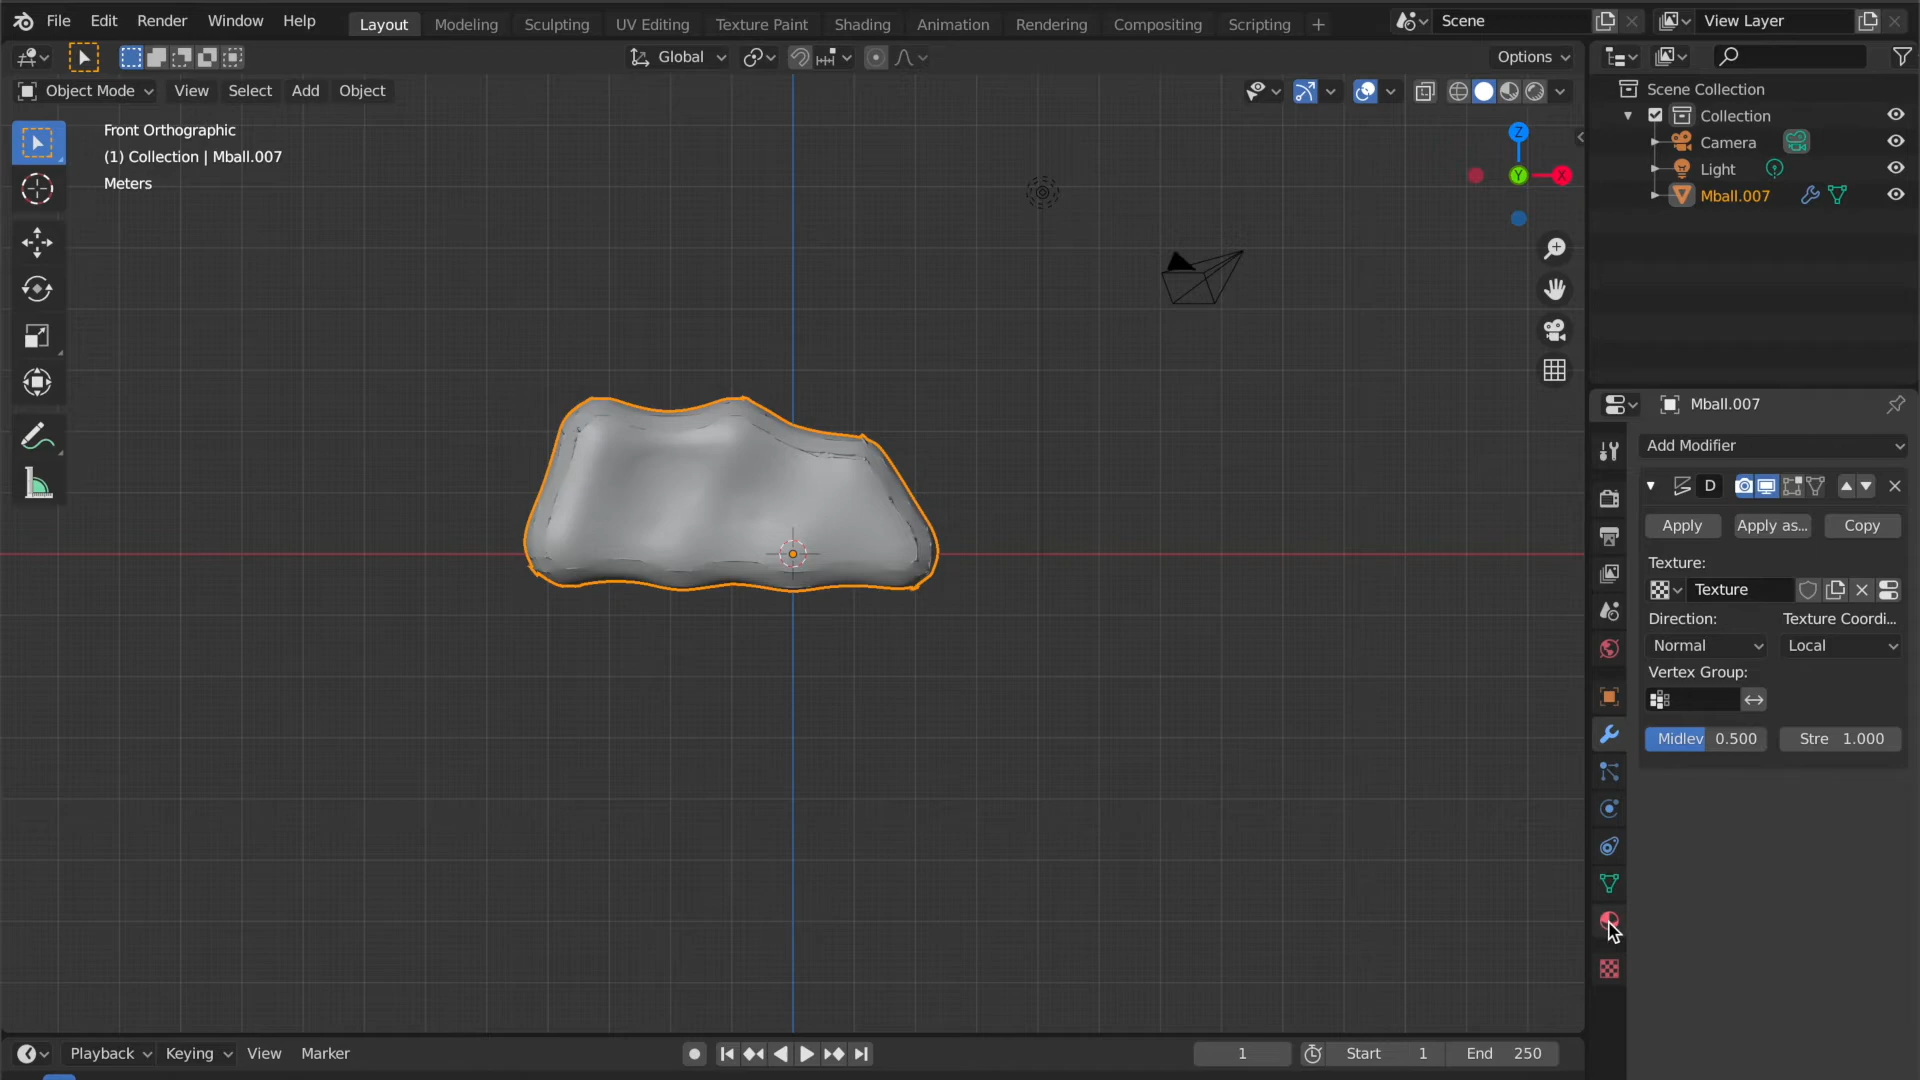 File Edit Render Window Help Layout Modeling Sculpting UV Editing Texture Paint Shading Animation Rendering Compositing Scripting + Scene View Layer
Global Options
Object Mode View Select Add Object
Front Orthographic
(1) Collection | Mball.007
Meters
Z
Y X
Scene Collection
Collection
Camera
Light
Mball.007
Mball.007
Add Modifier
D
Apply Apply as... Copy
Texture:
Texture
Direction: Texture Coordi...
Normal Local
Vertex Group:
Midlev 0.500 Stre 1.000
Playback Keying View Marker 1 Start 1 End 250